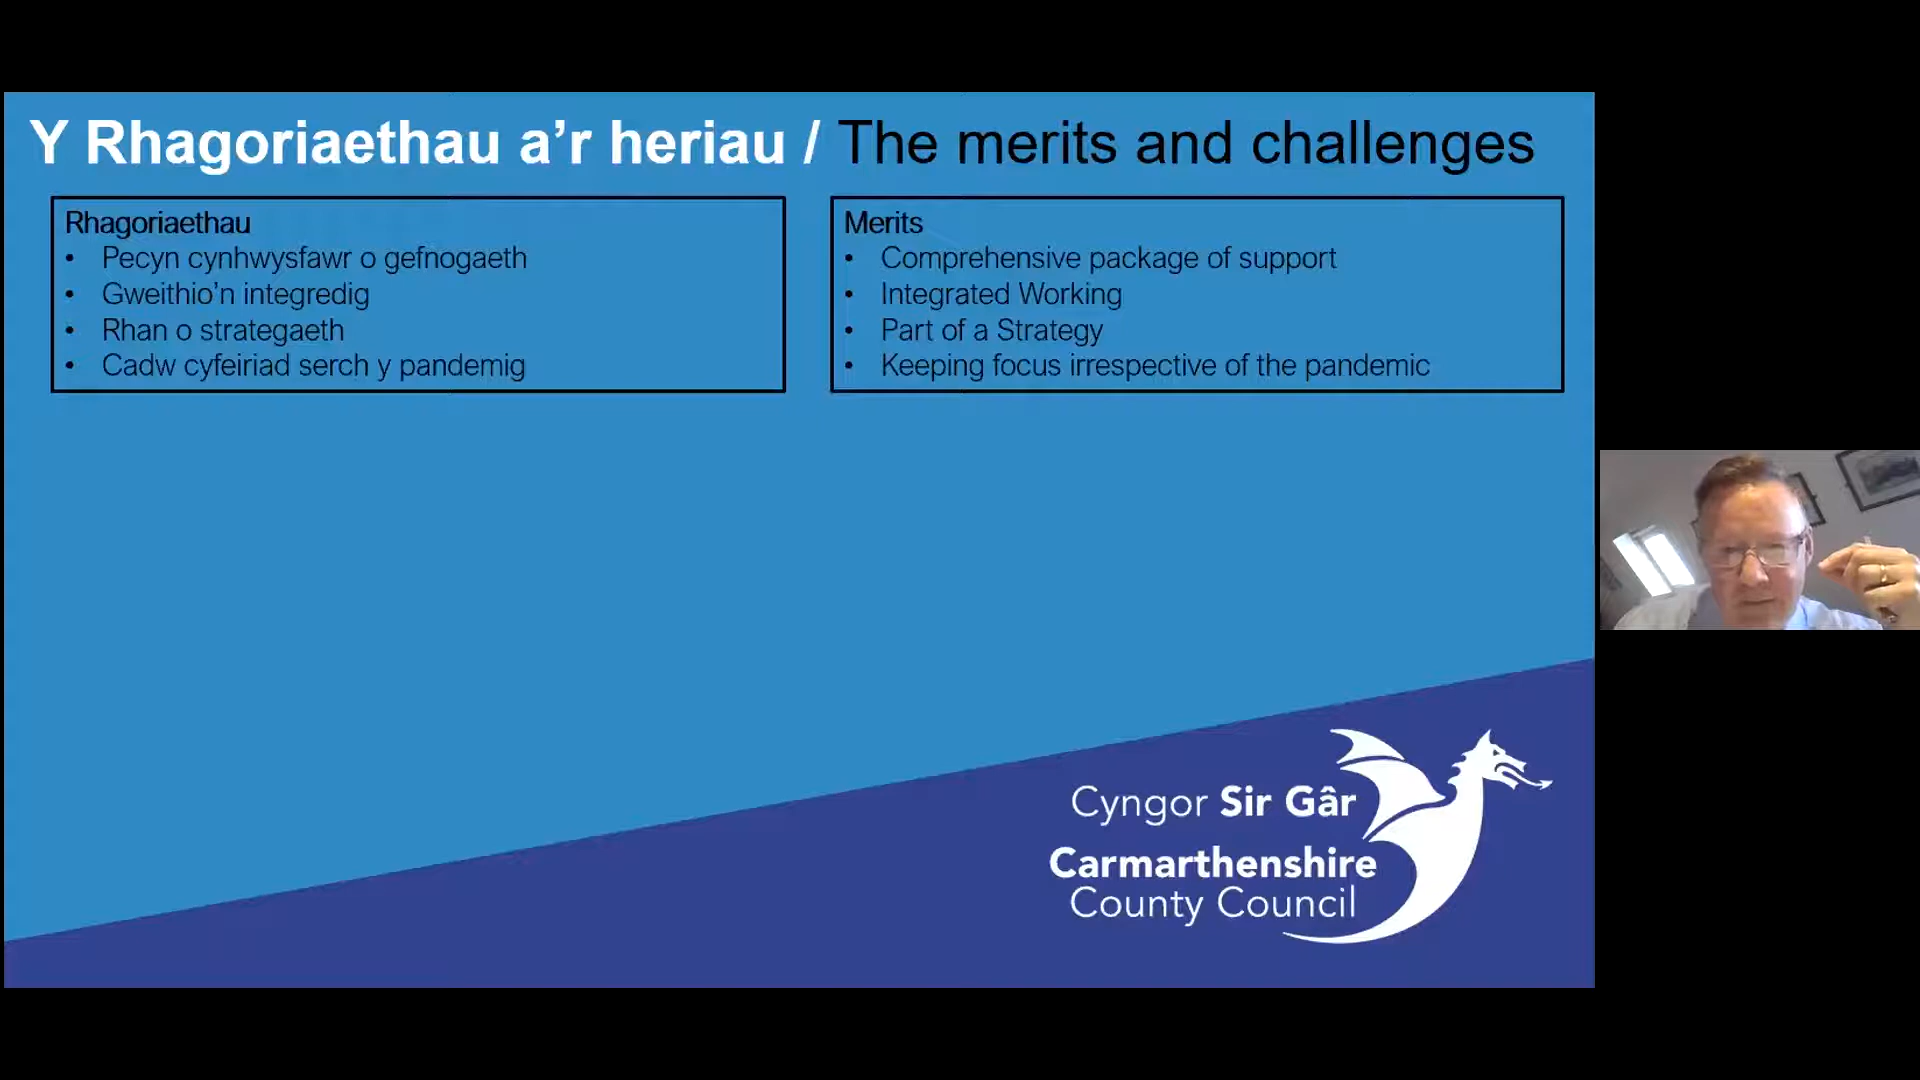 Y Rhagoriaethau a’r heriau / The merits and challenges
Rhagoriaethau
• Pecyn cynhwysfawr o gefnogaeth
• Gweithio’n integredig
• Rhan o strategaeth
• Cadw cyfeiriad serch y pandemig
Merits
• Comprehensive package of support
• Integrated Working
• Part of a Strategy
• Keeping focus irrespective of the pandemic
Cyngor Sir Gâr
Carmarthenshire
County Council